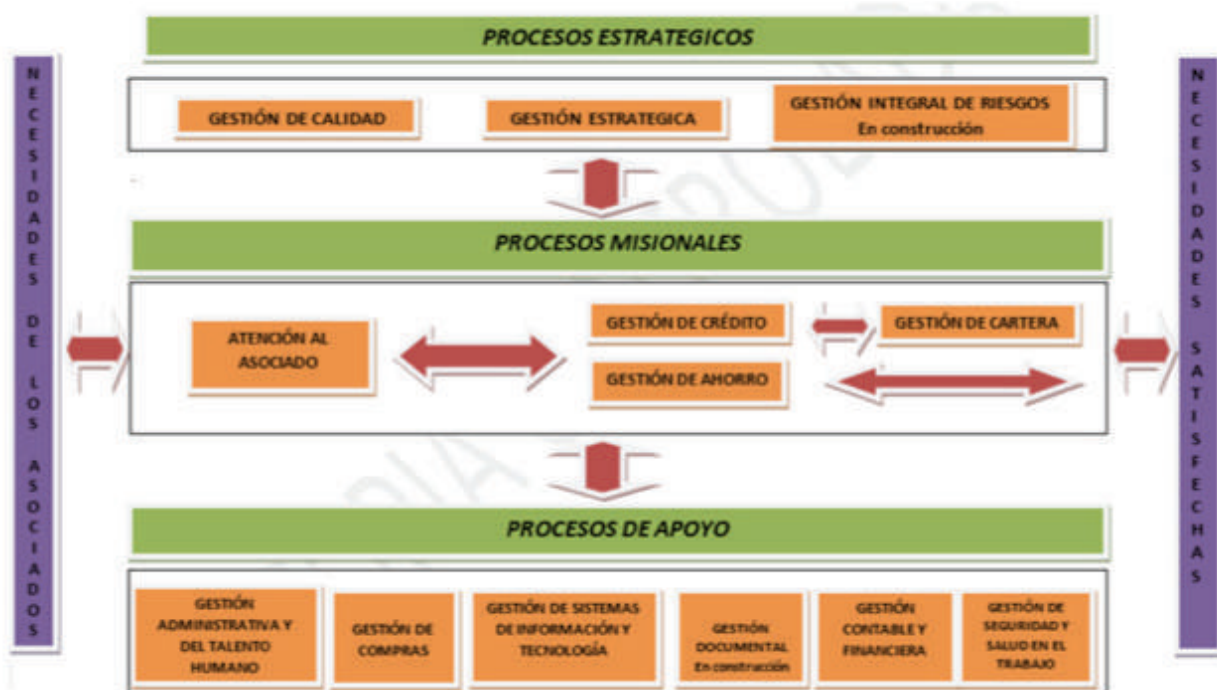 PROCESOS ESTRATEGICOS
GESTIÓN DE CALIDAD
GESTIÓN ESTRATEGICA
GESTIÓN INTEGRAL DE RIESGOS
En construcción
NECESIDADES DE LOS ASOCIADOS
PROCESOS MISIONALES
ATENCIÓN AL
ASOCIADO
GESTIÓN DE CRÉDITO
GESTIÓN DE CARTERA
GESTIÓN DE AHORRO
NECESIDADES SATISFECHAS
PROCESOS DE APOYO
GESTIÓN
ADMINISTRATIVA Y
DEL TALENTO
HUMANO
GESTIÓN DE
COMPRAS
GESTIÓN DE SISTEMAS
DE INFORMACIÓN Y
TECNOLOGÍA
GESTIÓN
DOCUMENTAL
En construcción
GESTIÓN
CONTABLE Y
FINANCIERA
GESTIÓN DE
SEGURIDAD Y
SALUD EN EL
TRABAJO